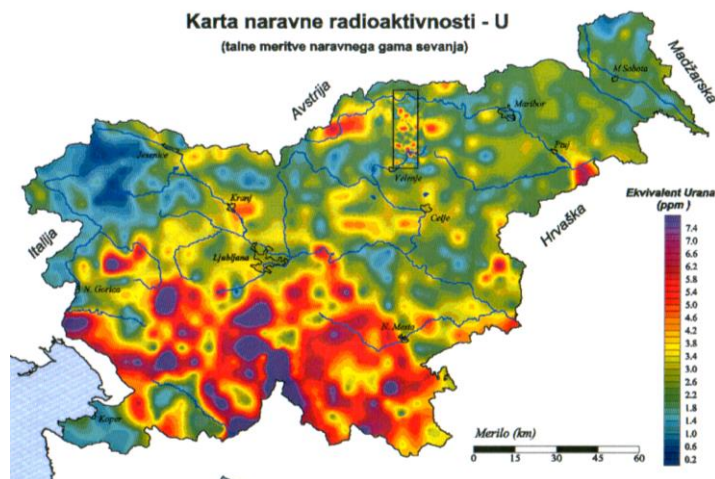 Karta naravne radioaktivnosti - U
(talne meritve naravnega gama sevanja)
Madžarska
M Sobota
Avstrija
Maribor
Ptuj
Jesenice
Velenje
Kranj
Celje
Hrvaška
Italija
Ljubljana
N. Gorica
N. Mesto
Koper
Ekvivalent Urana
(ppm)
7.4
7.0
6.6
6.2
5.8
5.4
5.0
4.6
4.2
3.8
3.4
3.0
2.6
2.2
1.8
1.4
1.0
0.6
0.2
Merilo (km)
0 15 30 45 60